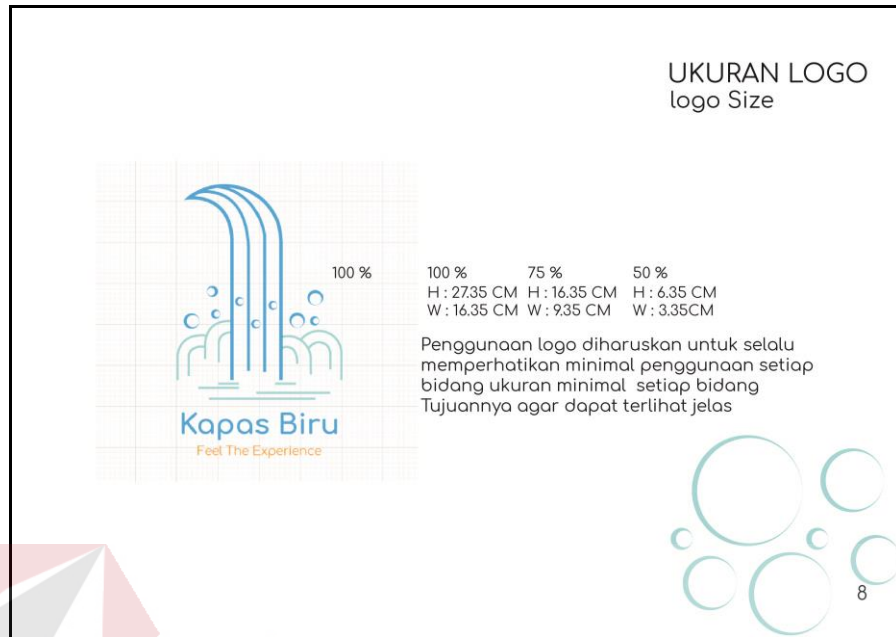 UKURAN LOGO
logo Size
100 %
100 % 75 % 50 %
H : 27.35 CM H : 16.35 CM H : 6.35 CM
W : 16.35 CM W : 9.35 CM W : 3.35CM
Penggunaan logo diharuskan untuk selalu
memperhatikan minimal penggunaan setiap
bidang ukuran minimal setiap bidang
Tujuannya agar dapat terlihat jelas
Kapas Biru
Feel The Experience
8